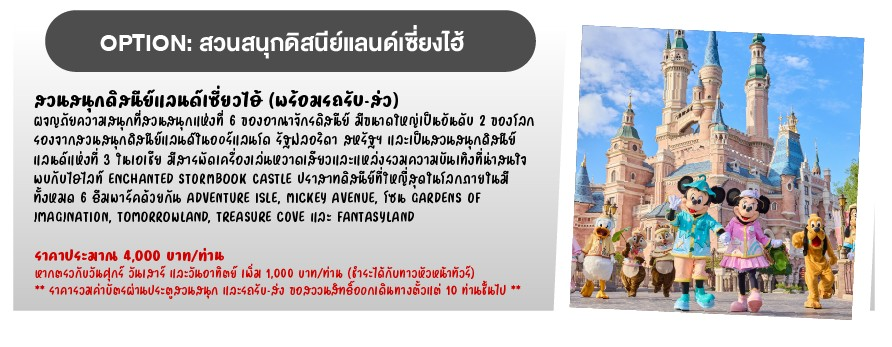 OPTION: สวนสนุกดิสนีย์แลนด์เซี่ยงไฮ้
สวนสนุกดิสนีย์แลนด์เซี่ยงไฮ้ (พร้อมรถรับ-ส่ง)
ผจญภัยความสนุกที่สวนสนุกแห่งที่ 6 ของอาณาจักรดิสนีย์ มีขนาดใหญ่เป็นอันดับ 2 ของโลก
รองจากสวนสนุกดิสนีย์แลนด์ในออร์แลนโด รัฐฟลอริดา สหรัฐฯ และเป็นสวนสนุกดิสนีย์
แลนด์แห่งที่ 3 ในเอเชีย มีสารพัดเครื่องเล่นหวาดเสียวและแหล่งรวมความบันเทิงที่น่าสนใจ
พบกับไฮไลท์ ENCHANTED STORMBOOK CASTLE ปราสาทดิสนีย์ที่ใหญ่สุดในโลกภายในมี
ทั้งหมด 6 ธีมพาร์คด้วยกัน ADVENTURE ISLE, MICKEY AVENUE, โซน GARDENS OF
IMAGINATION, TOMORROWLAND, TREASURE COVE และ FANTASYLAND
ราคาประมาณ 4,000 บาท/ท่าน
หากตรงกับวันศุกร์ วันเสาร์ และวันอาทิตย์ เพิ่ม 1,000 บาท/ท่าน (ชำระได้กับทางหัวหน้าทัวร์)
** ราคารวมค่าบัตรผ่านประตูสวนสนุก และรถรับ-ส่ง ขอสงวนสิทธิ์ออกเดินทางตั้งแต่ 10 ท่านขึ้นไป **